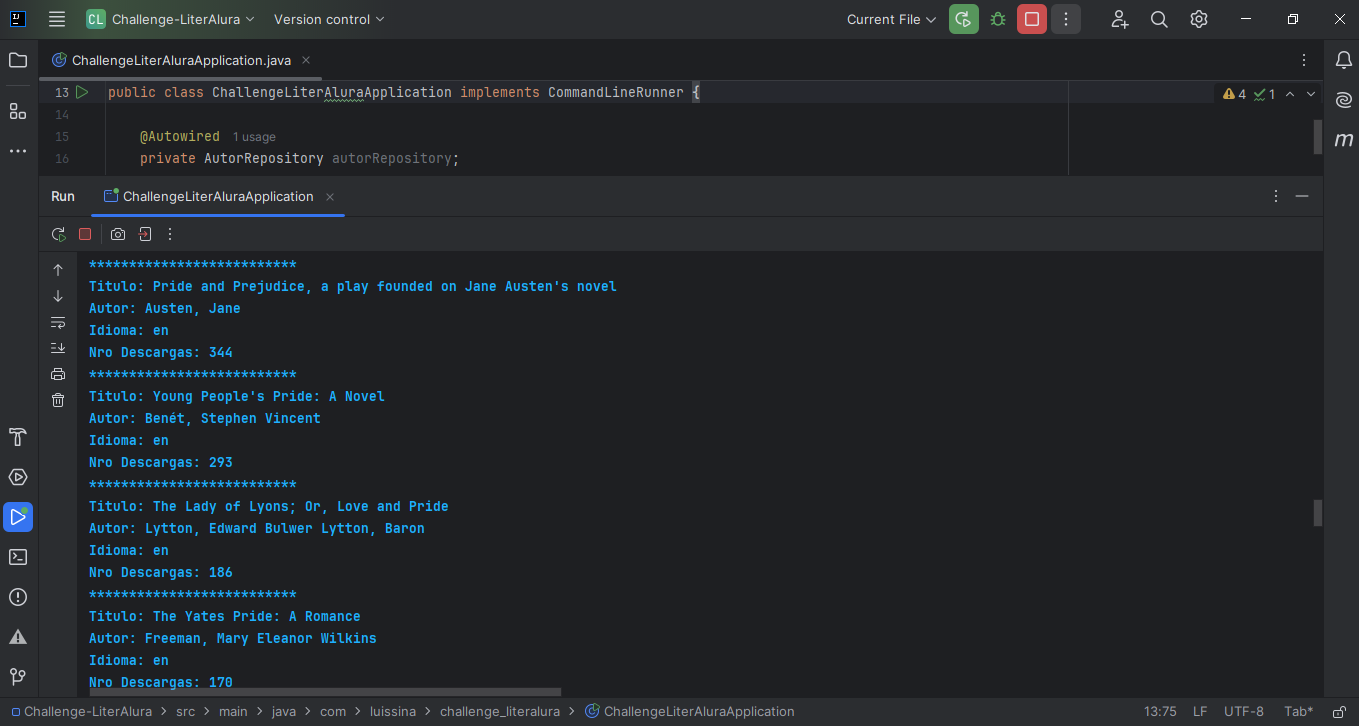 CL Challenge-LiterAlura Version control Current File
ChallengeLiterAluraApplication.java
13 public class ChallengeLiterAluraApplication implements CommandLineRunner {
4 1
14
15 @Autowired 1 usage
16 private AutorRepository autorRepository;
Run ChallengeLiterAluraApplication
***************************
Titulo: Pride and Prejudice, a play founded on Jane Austen's novel
Autor: Austen, Jane
Idioma: en
Nro Descargas: 344
***************************
Titulo: Young People's Pride: A Novel
Autor: Benét, Stephen Vincent
Idioma: en
Nro Descargas: 293
***************************
Titulo: The Lady of Lyons; Or, Love and Pride
Autor: Lytton, Edward Bulwer Lytton, Baron
Idioma: en
Nro Descargas: 186
***************************
Titulo: The Yates Pride: A Romance
Autor: Freeman, Mary Eleanor Wilkins
Idioma: en
Nro Descargas: 170
Challenge-LiterAlura > src > main > java > com > luissina > challenge_literalura > ChallengeLiterAluraApplication 13:75 LF UTF-8 Tab*